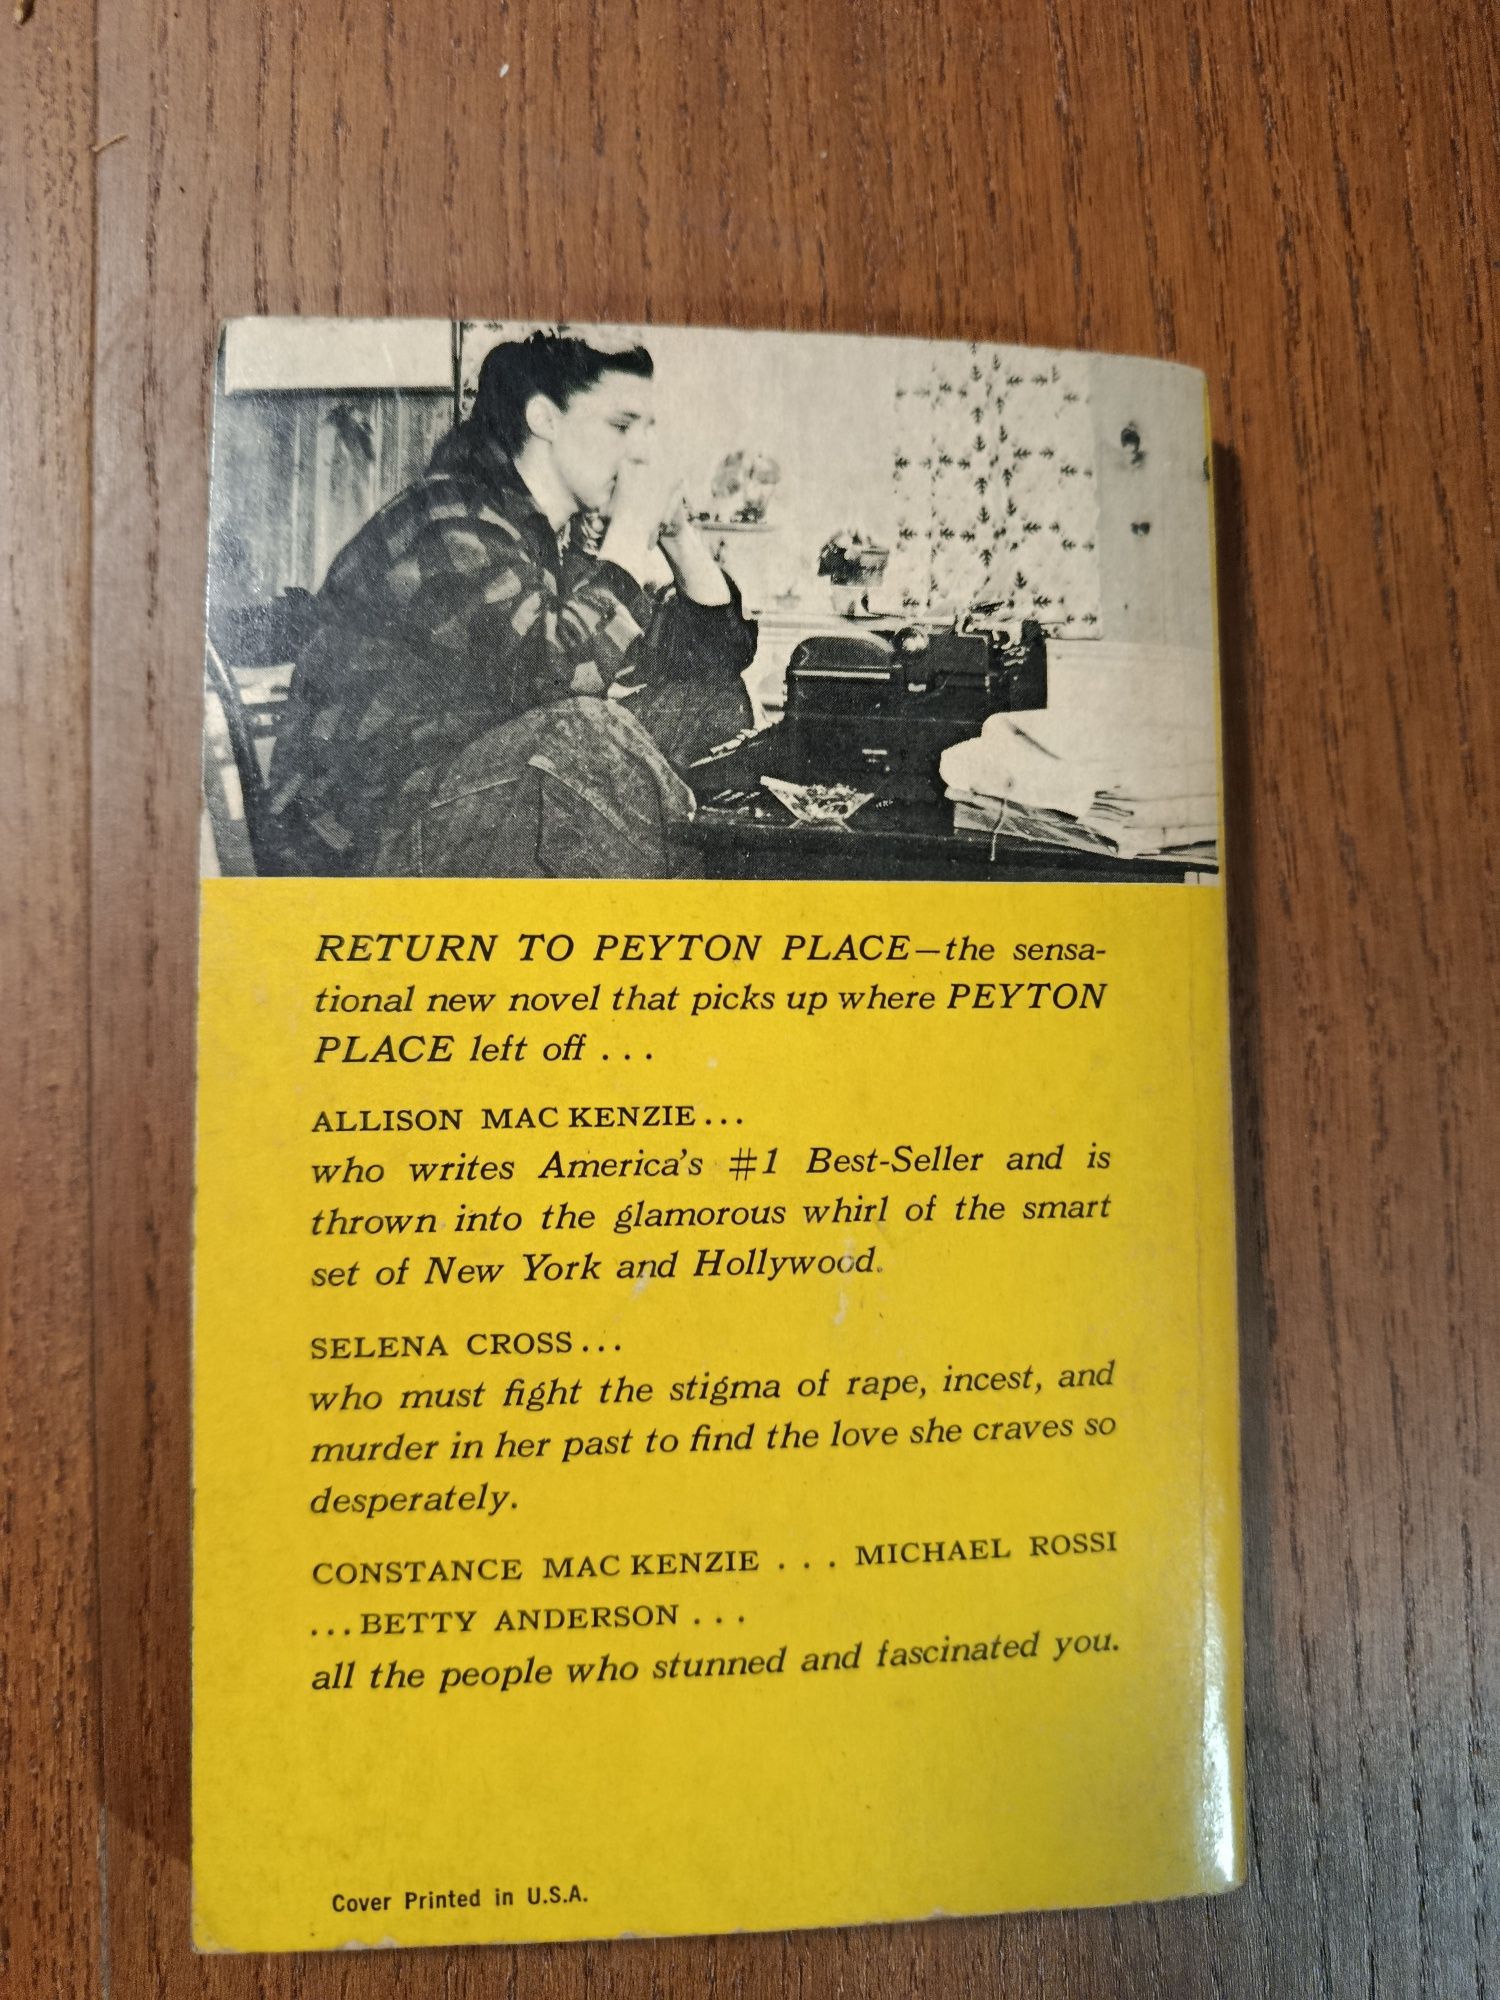 RETURN TO PEYTON PLACE—the sensa-
tional new novel that picks up where PEYTON
PLACE left off . . .
ALLISON MAC KENZIE . . .
who writes America's #1 Best-Seller and is
thrown into the glamorous whirl of the smart
set of New York and Hollywood.
SELENA CROSS . . .
who must fight the stigma of rape, incest, and
murder in her past to find the love she craves so
desperately.
CONSTANCE MAC KENZIE . . . MICHAEL ROSSI
. . . BETTY ANDERSON . . .
all the people who stunned and fascinated you.
Cover Printed in U.S.A.